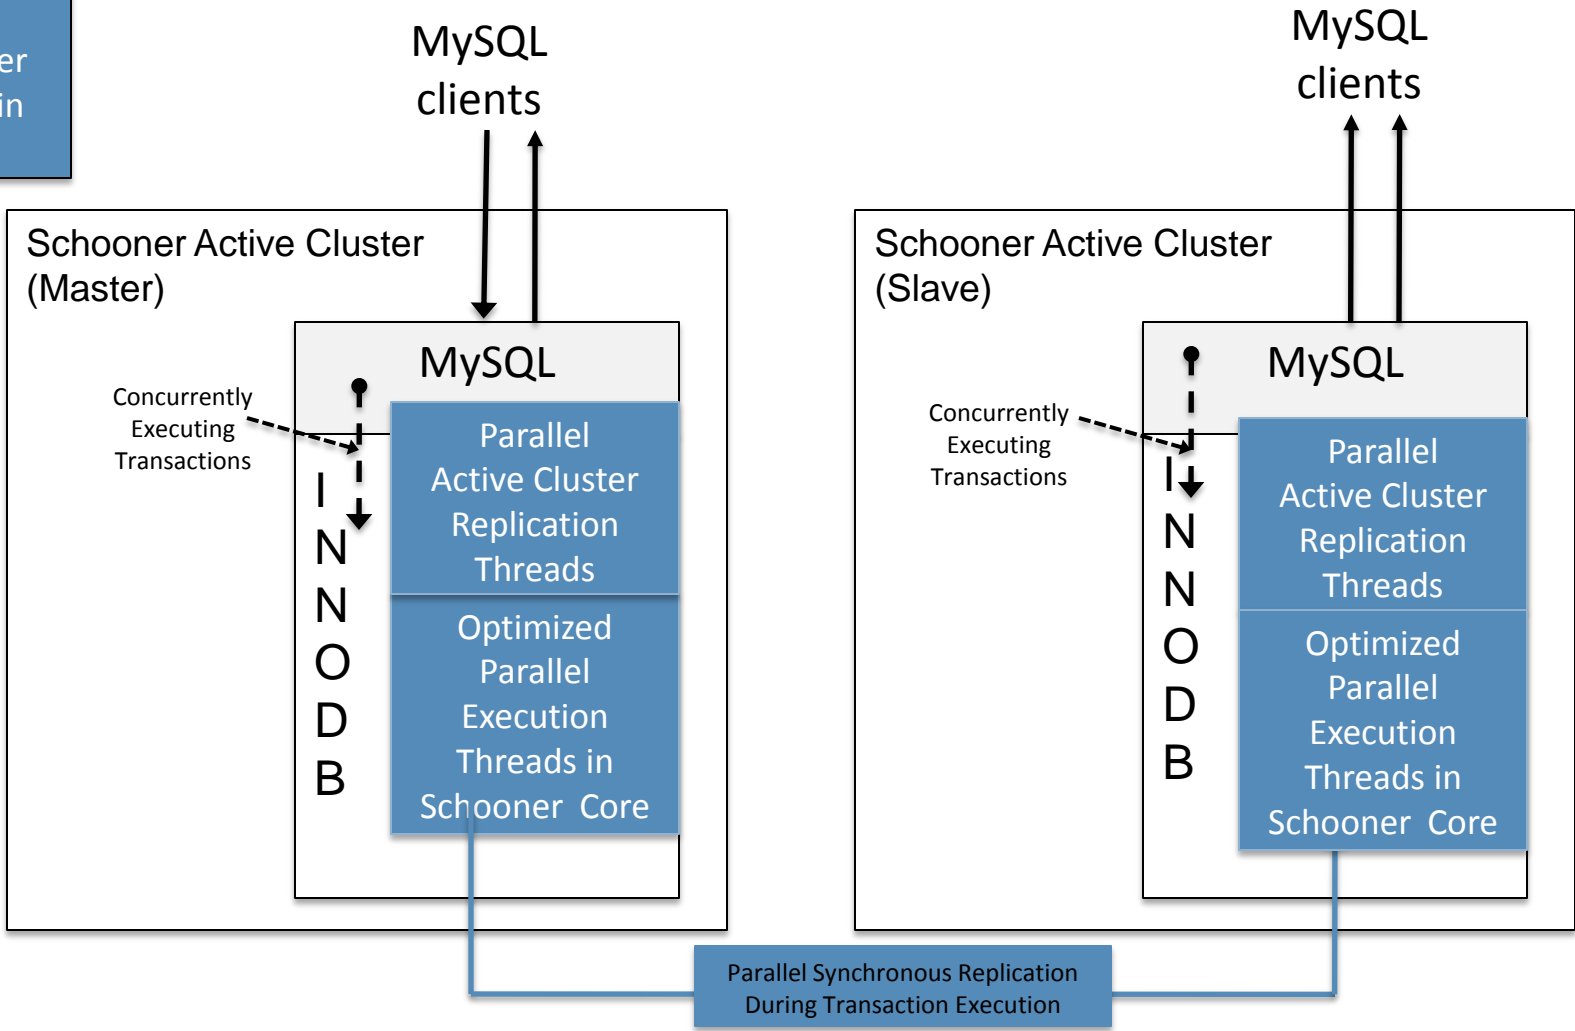 er
in
MySQL
clients
MySQL
clients
Schooner Active Cluster
(Master)
MySQL
Concurrently
Executing
Transactions
I
N
N
O
D
B
Parallel
Active Cluster
Replication
Threads
Optimized
Parallel
Execution
Threads in
Schooner Core
Schooner Active Cluster
(Slave)
MySQL
Concurrently
Executing
Transactions
I
N
N
O
D
B
Parallel
Active Cluster
Replication
Threads
Optimized
Parallel
Execution
Threads in
Schooner Core
Parallel Synchronous Replication
During Transaction Execution